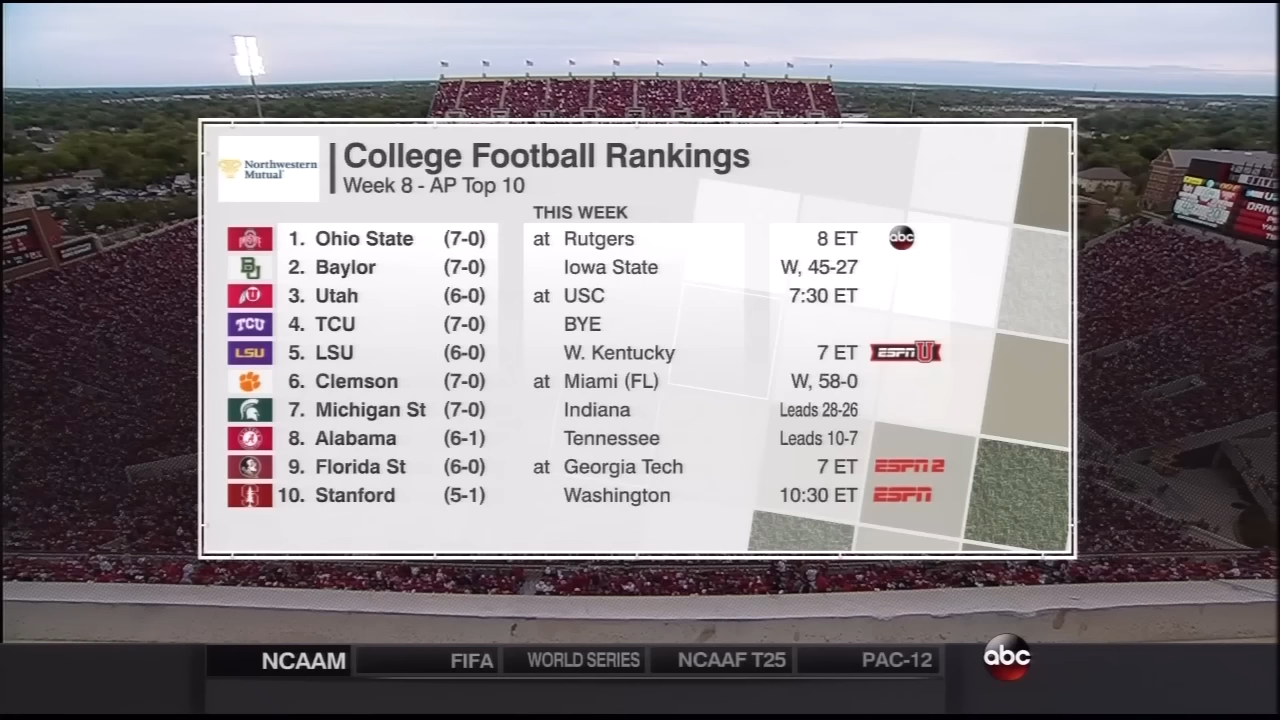 Northwestern Mutual
College Football Rankings
Week 8 - AP Top 10
THIS WEEK
1. Ohio State (7-0) at Rutgers 8 ET abc
BU 2. Baylor (7-0) Iowa State W, 45-27
U 3. Utah (6-0) at USC 7:30 ET
TCU 4. TCU (7-0) BYE
LSU 5. LSU (6-0) W. Kentucky 7 ET ESPNU
6. Clemson (7-0) at Miami (FL) W, 58-0
7. Michigan St (7-0) Indiana Leads 28-26
8. Alabama (6-1) Tennessee Leads 10-7
9. Florida St (6-0) at Georgia Tech 7 ET ESPN2
S 10. Stanford (5-1) Washington 10:30 ET ESPN
NCAAM FIFA WORLD SERIES NCAAF T25 PAC-12 abc